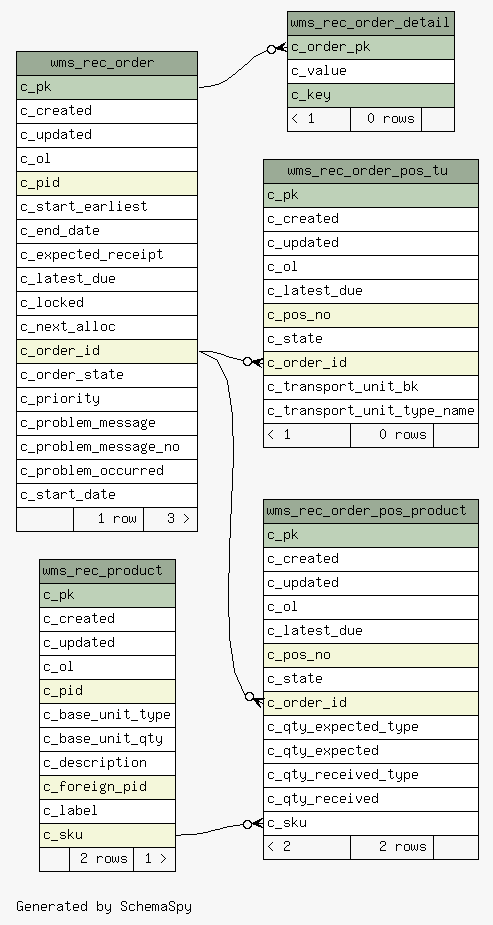 wms_rec_order_detail
c_order_pk
c_value
c_key
< 1 0 rows
wms_rec_order
c_pk
c_created
c_updated
c_ol
c_pid
c_start_earliest
c_end_date
c_expected_receipt
c_latest_due
c_locked
c_next_alloc
c_order_id
c_order_state
c_priority
c_problem_message
c_problem_message_no
c_problem_occurred
c_start_date
1 row 3 >
wms_rec_order_pos_tu
c_pk
c_created
c_updated
c_ol
c_latest_due
c_pos_no
c_state
c_order_id
c_transport_unit_bk
c_transport_unit_type_name
< 1 0 rows
wms_rec_order_pos_product
c_pk
c_created
c_updated
c_ol
c_latest_due
c_pos_no
c_state
c_order_id
c_qty_expected_type
c_qty_expected
c_qty_received_type
c_qty_received
c_sku
< 2 2 rows
wms_rec_product
c_pk
c_created
c_updated
c_ol
c_pid
c_base_unit_type
c_base_unit_qty
c_description
c_foreign_pid
c_label
c_sku
2 rows 1 >
Generated by SchemaSpy